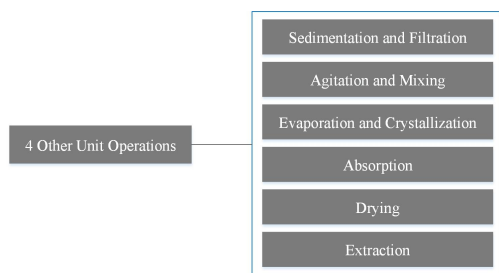 4 Other Unit Operations
Sedimentation and Filtration
Agitation and Mixing
Evaporation and Crystallization
Absorption
Drying
Extraction